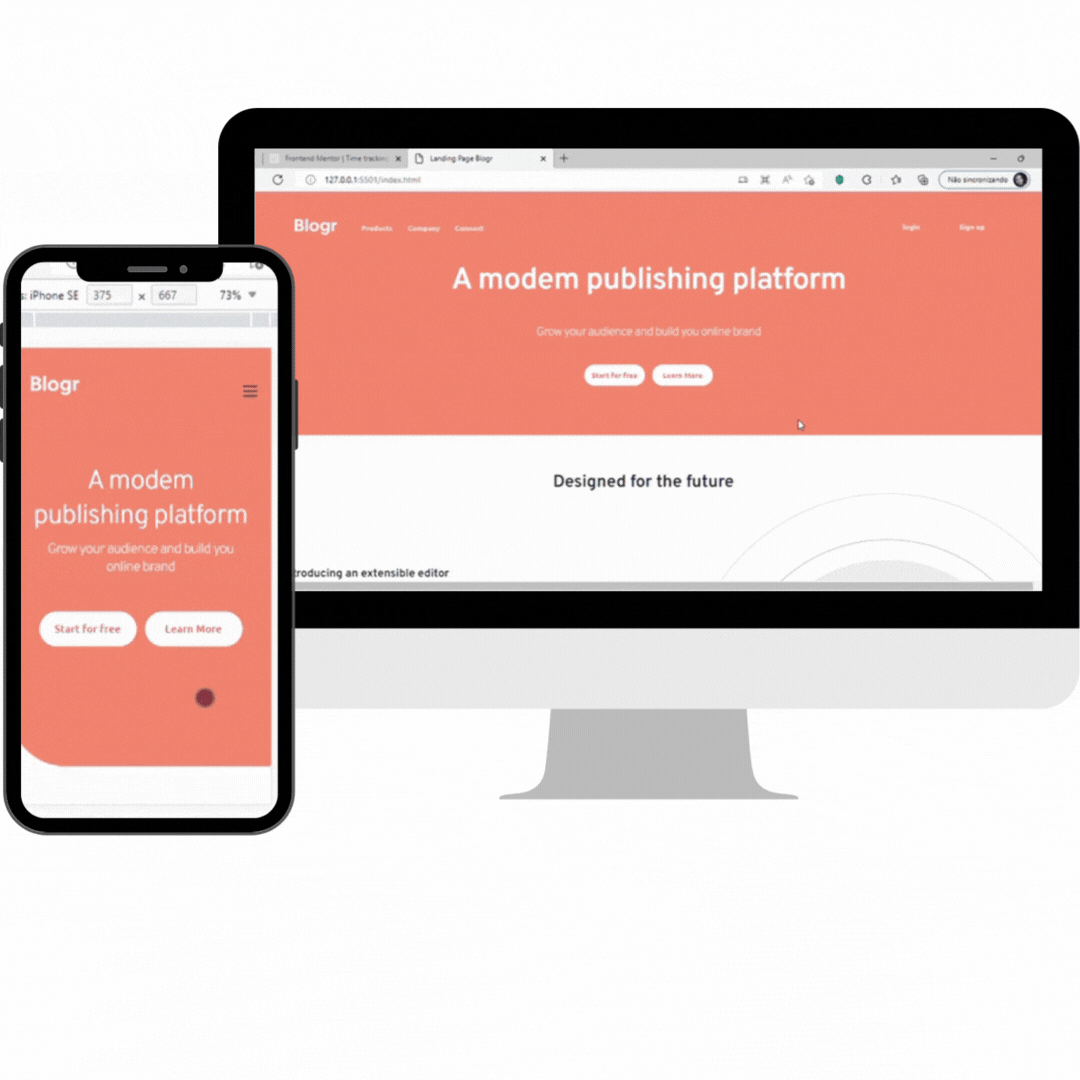 Frontend Mentor | Time tracking
Landing Page Blogr
127.0.0.1:5501/index.html
Não sincronizando
Blogr
Products
Company
Connect
login
Sign up
A modem publishing platform
Grow your audience and build you online brand
Start for free
Learn More
Designed for the future
troducing an extensible editor
s: iPhone SE
375
x
667
73%
Blogr
A modem
publishing platform
Grow your audience and build you
online brand
Start for free
Learn More